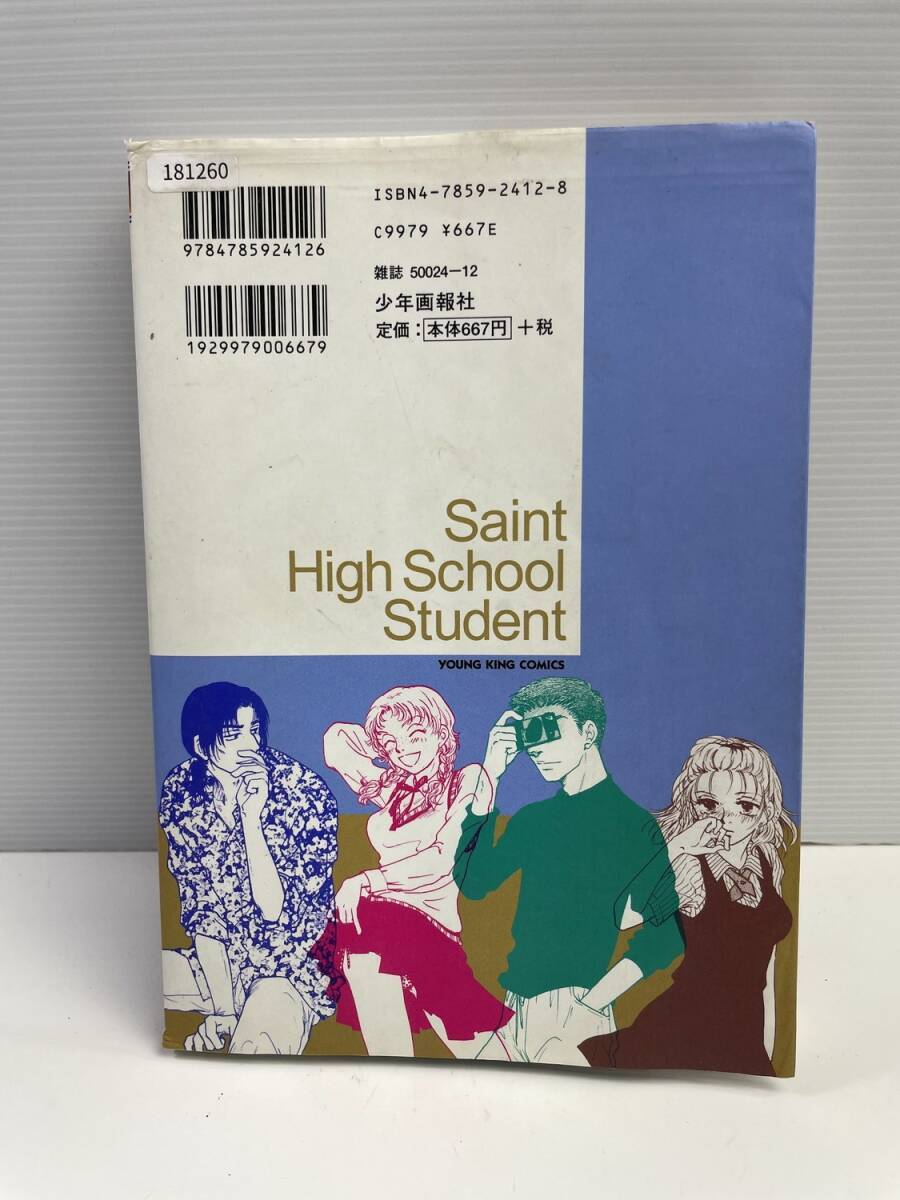 181260
ISBN4-7859-2412-8
9784785924126
C9979 ¥667E
雑誌 50024-12
1929979006679
少年画報社
定価：本体667円＋税
Saint
High School
Student
YOUNG KING COMICS